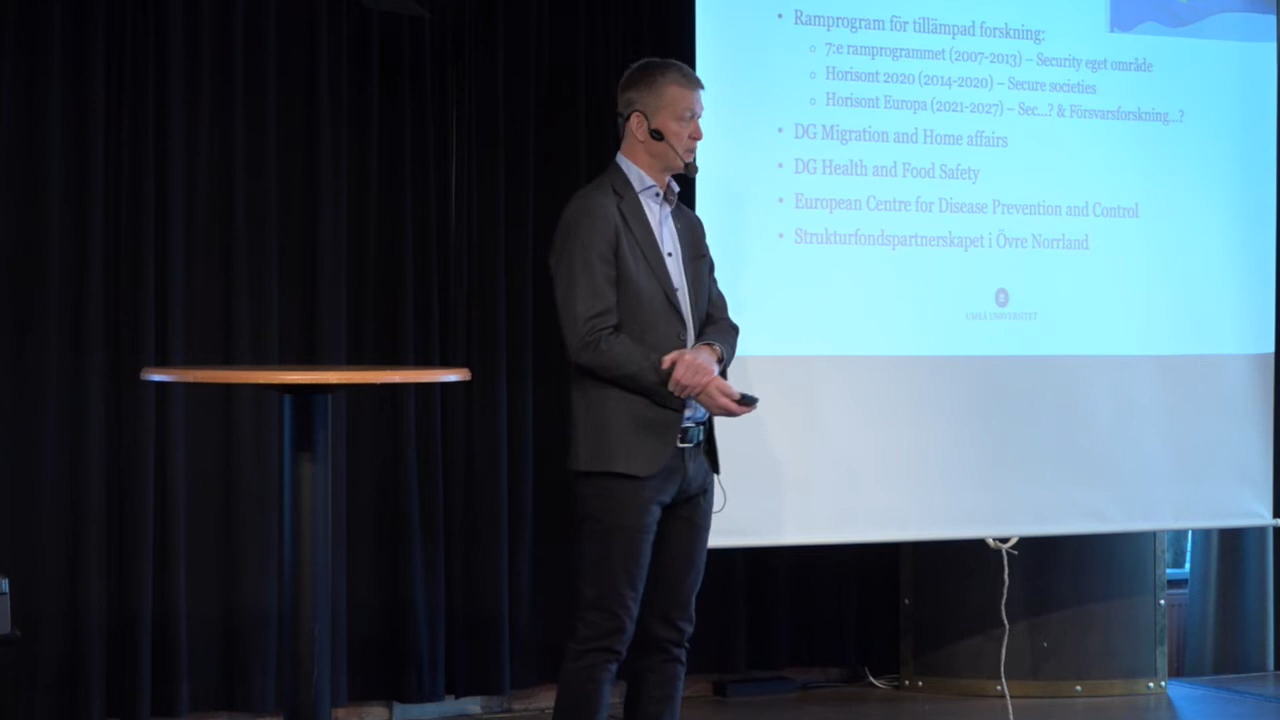 • Ramprogram för tillämpad forskning:
○ 7:e ramprogrammet (2007-2013) – Security eget område
○ Horisont 2020 (2014-2020) – Secure societies
○ Horisont Europa (2021-2027) – Sec...? & Försvarsforskning...?
• DG Migration and Home affairs
• DG Health and Food Safety
• European Centre for Disease Prevention and Control
• Strukturfondspartnerskapet i Övre Norrland
UMEÅ UNIVERSITET